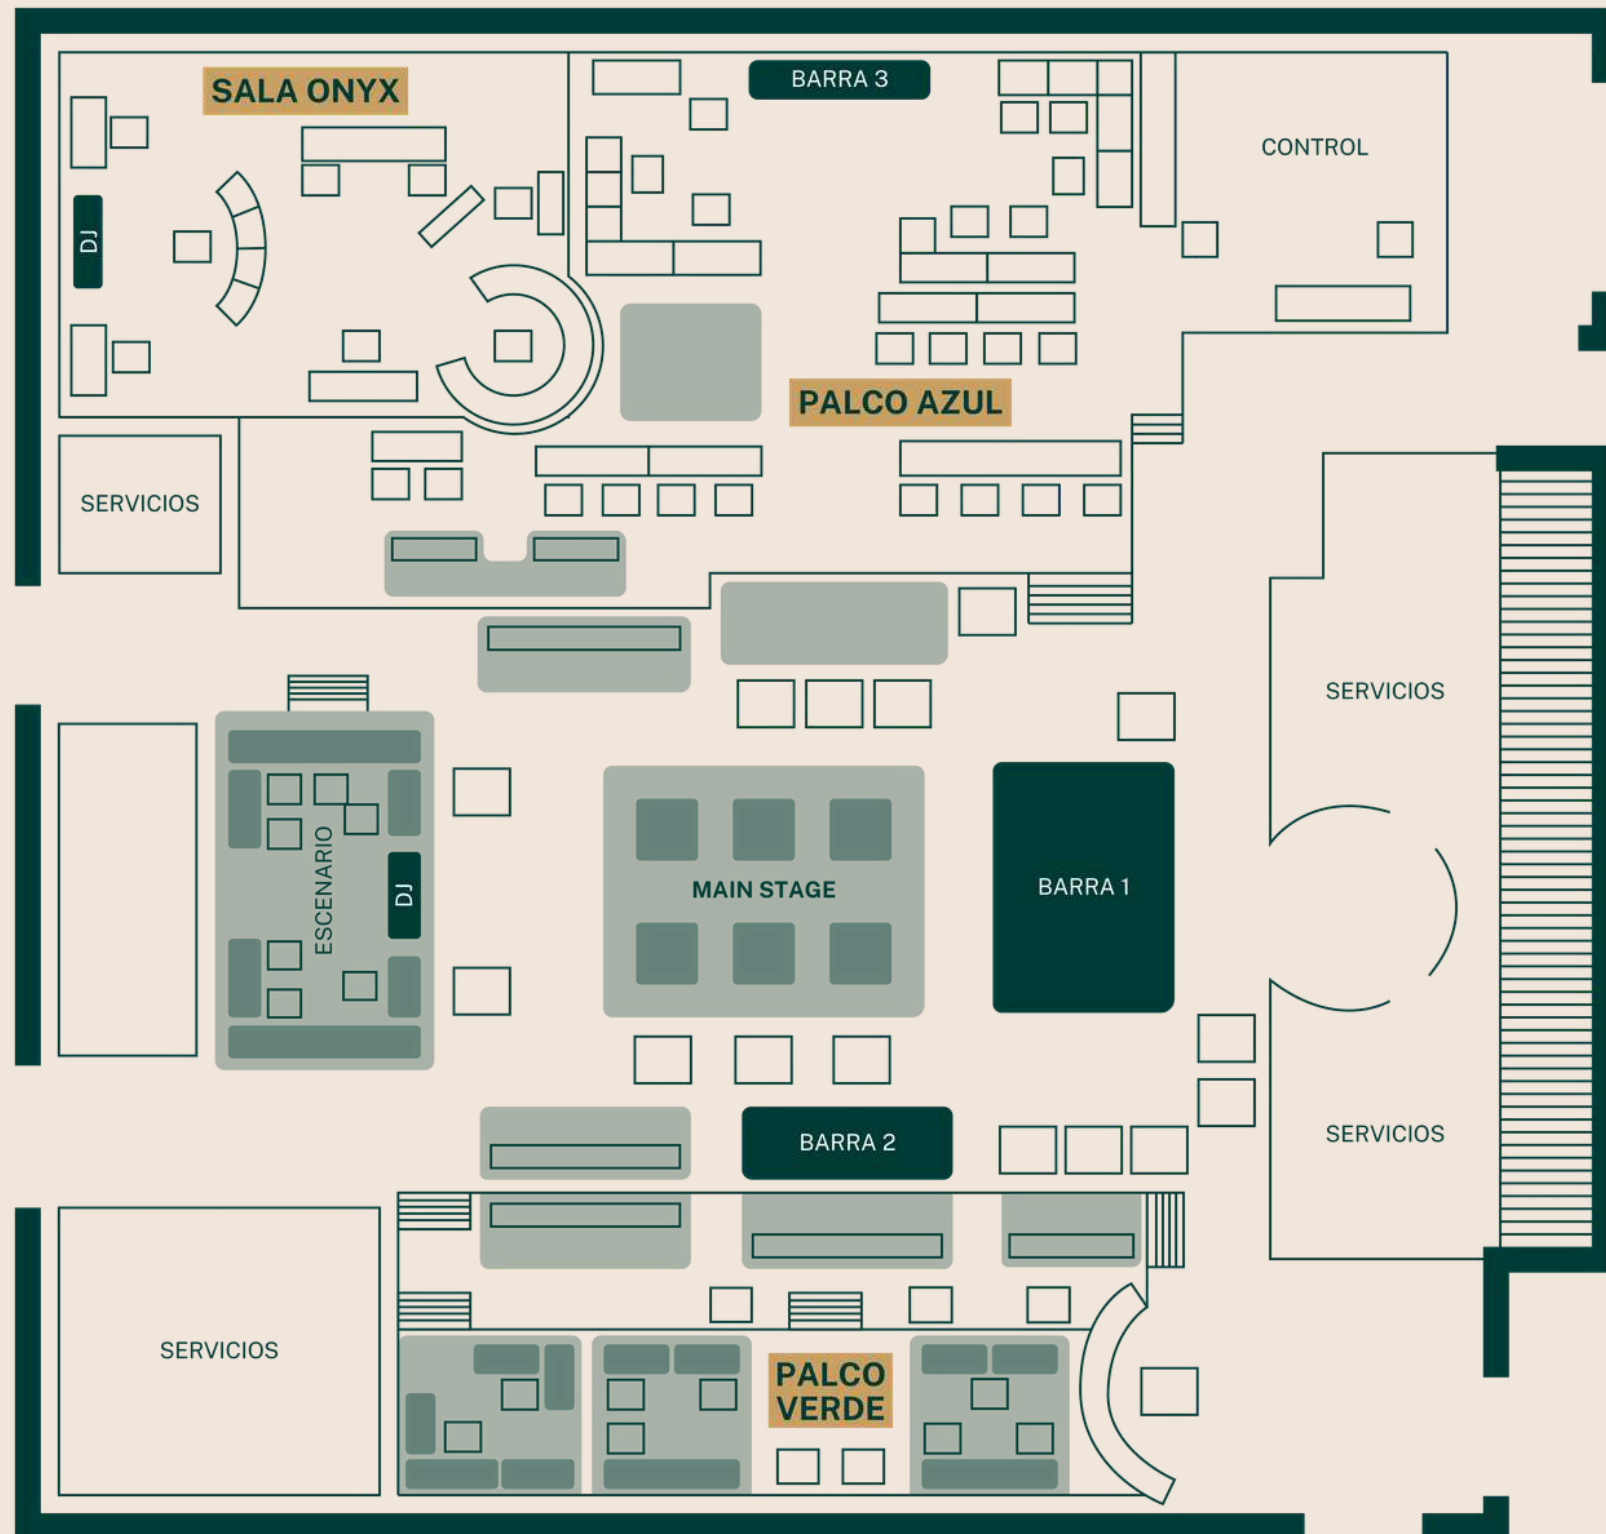 SALA ONYX
BARRA 3
CONTROL
DJ
PALCO AZUL
SERVICIOS
SERVICIOS
ESCENARIO
DJ
MAIN STAGE
BARRA 1
BARRA 2
SERVICIOS
SERVICIOS
PALCO
VERDE